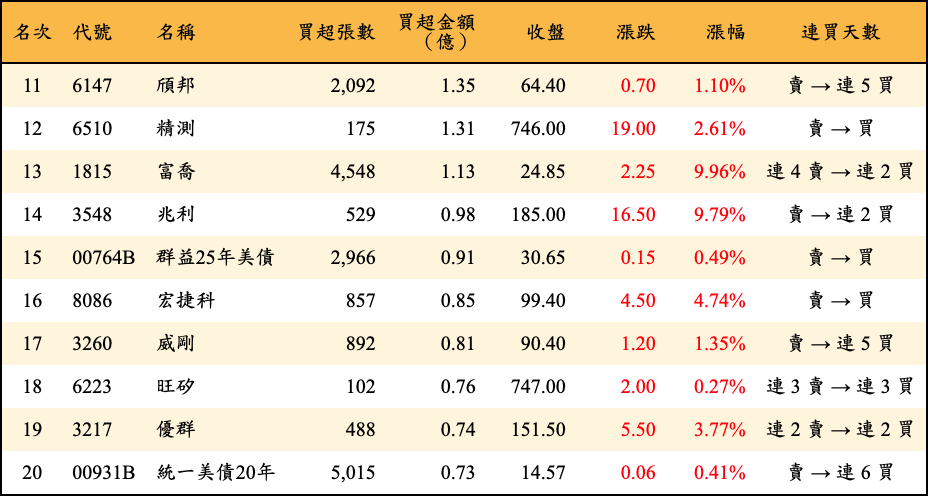 名次 代號 名稱 買超張數 買超金額（億） 收盤 漲跌 漲幅 連買天數
11 6147 頎邦 2,092 1.35 64.40 0.70 1.10% 賣 → 連 5 買
12 6510 精測 175 1.31 746.00 19.00 2.61% 賣 → 買
13 1815 富喬 4,548 1.13 24.85 2.25 9.96% 連 4 賣 → 連 2 買
14 3548 兆利 529 0.98 185.00 16.50 9.79% 賣 → 連 2 買
15 00764B 群益25年美債 2,966 0.91 30.65 0.15 0.49% 賣 → 買
16 8086 宏捷科 857 0.85 99.40 4.50 4.74% 賣 → 買
17 3260 威剛 892 0.81 90.40 1.20 1.35% 賣 → 連 5 買
18 6223 旺矽 102 0.76 747.00 2.00 0.27% 連 3 賣 → 連 3 買
19 3217 優群 488 0.74 151.50 5.50 3.77% 連 2 賣 → 連 2 買
20 00931B 統一美債20年 5,015 0.73 14.57 0.06 0.41% 賣 → 連 6 買